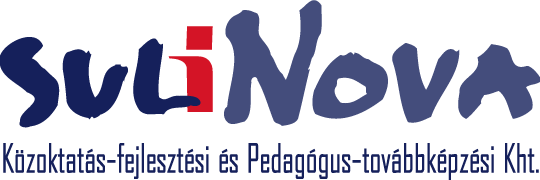 suliNova
Közoktatás-fejlesztési és Pedagógus-továbbképzési Kht.